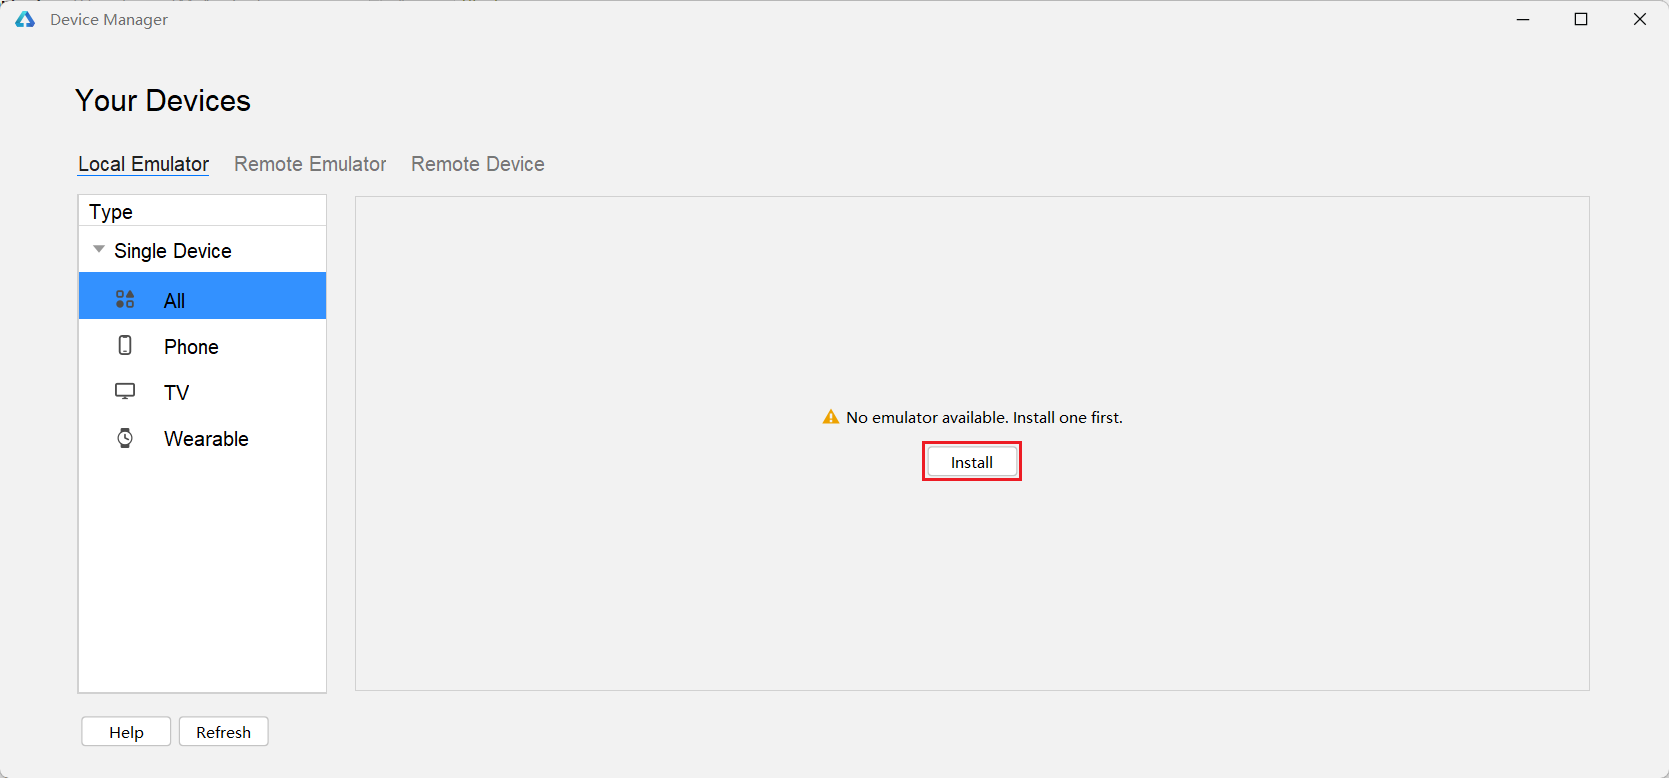 Device Manager
Your Devices
Local Emulator Remote Emulator Remote Device
Type
Single Device
All
Phone
TV
Wearable
No emulator available. Install one first.
Install
Help Refresh